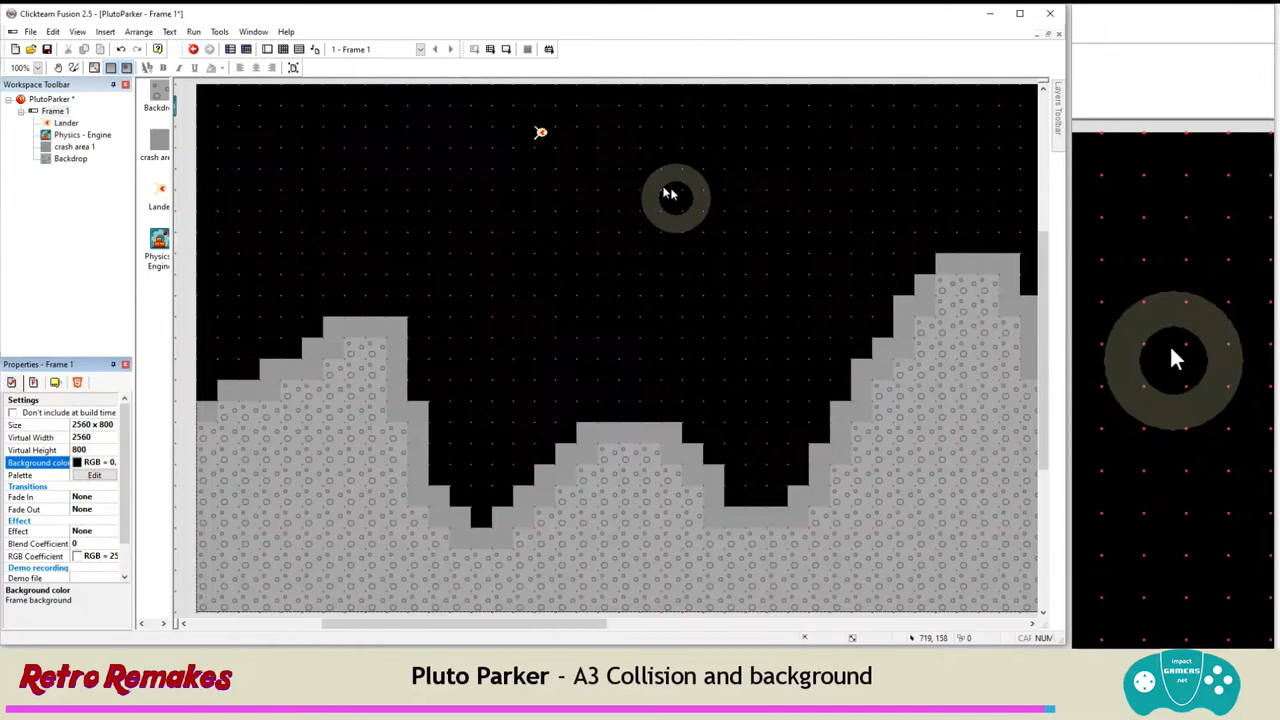 Clickteam Fusion 2.5 - [PlutoParker - Frame 1*]
File Edit View Insert Arrange Text Run Tools Window Help
1 - Frame 1
100%
Workspace Toolbar
PlutoParker *
Frame 1
Lander
Physics - Engine
crash area 1
Backdrop
Backdr
crash are
Lande
Physics
Engine
Layers Toolbar
Properties - Frame 1
Settings
Don't include at build time
Size 2560 x 800
Virtual Width 2560
Virtual Height 800
Background color RGB = 0,
Palette Edit
Transitions
Fade In None
Fade Out None
Effect
Effect None
Blend Coefficient 0
RGB Coefficient RGB = 25
Demo recording
Demo file
Background color
Frame background
719, 158 0 CAP NUM
Retro Remakes
Pluto Parker - A3 Collision and background
impact
GAMERS
.net